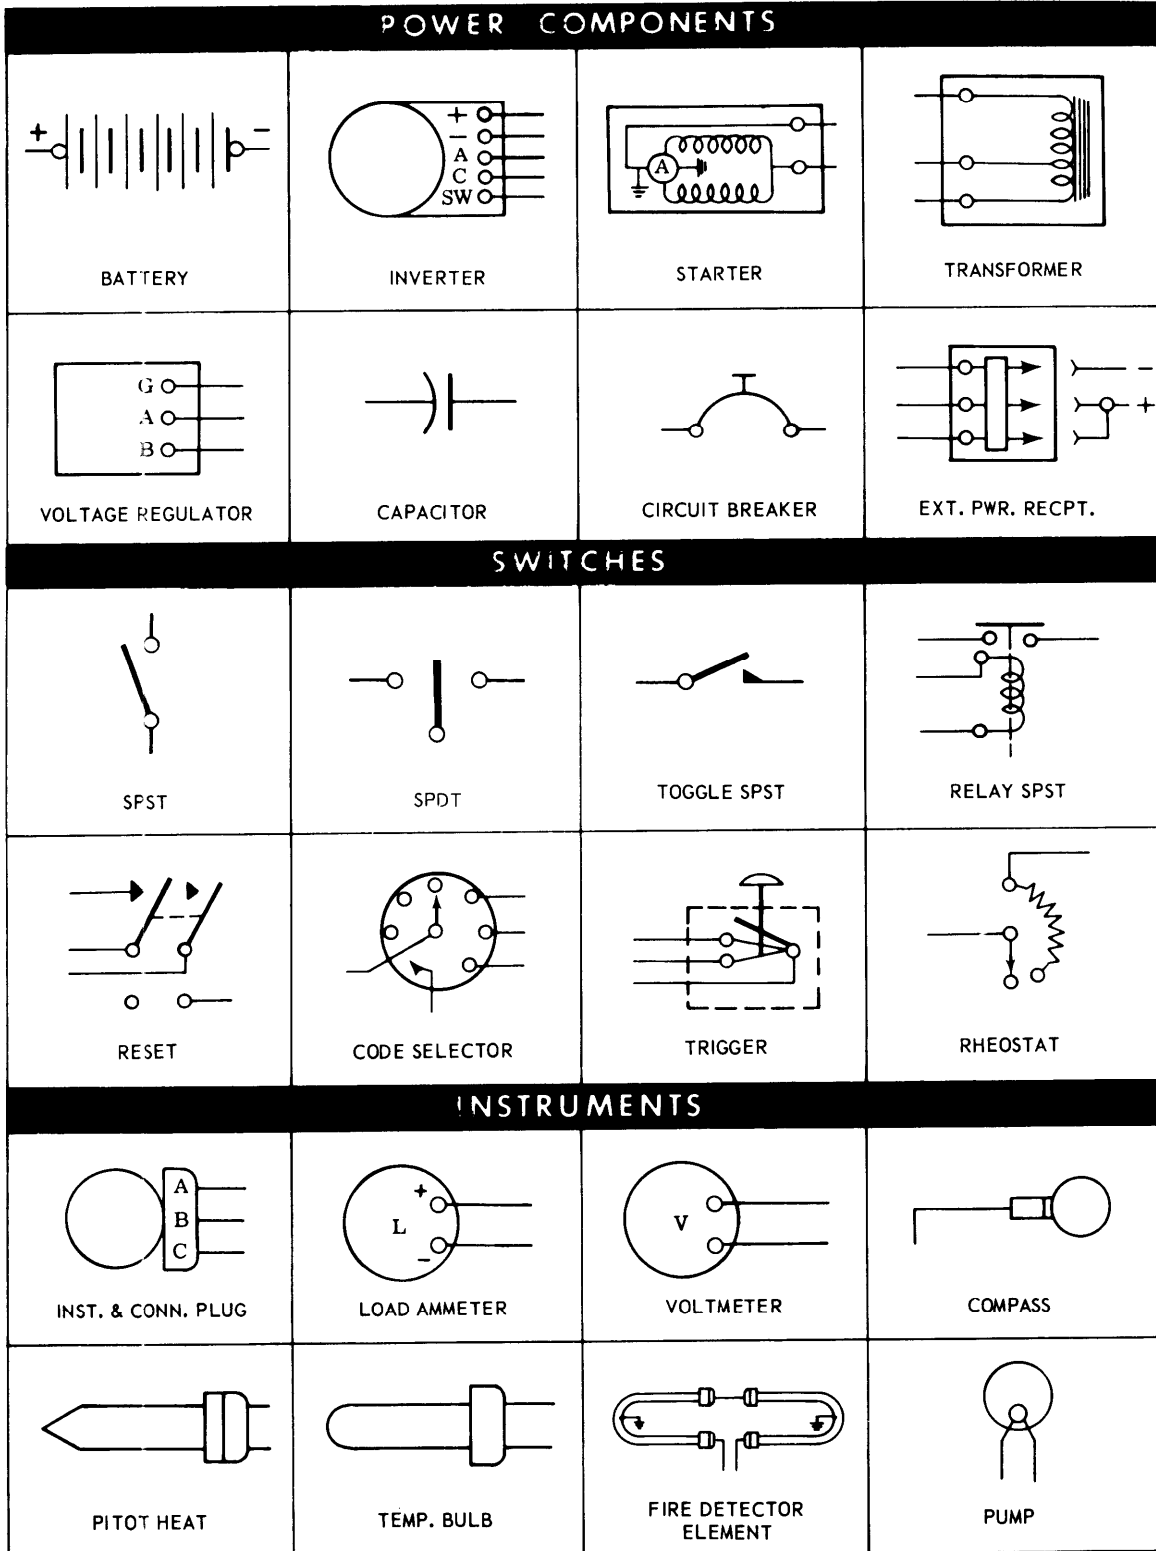 POWER COMPONENTS
+ -
+
-
A
C
SW
A
BATTERY
INVERTER
STARTER
TRANSFORMER
G
A
B
-
+
VOLTAGE REGULATOR
CAPACITOR
CIRCUIT BREAKER
EXT. PWR. RECPT.
SWITCHES
SPST
SPDT
TOGGLE SPST
RELAY SPST
RESET
CODE SELECTOR
TRIGGER
RHEOSTAT
INSTRUMENTS
A
B
C
+
L
-
V
INST. & CONN. PLUG
LOAD AMMETER
VOLTMETER
COMPASS
PITOT HEAT
TEMP. BULB
FIRE DETECTOR
ELEMENT
PUMP